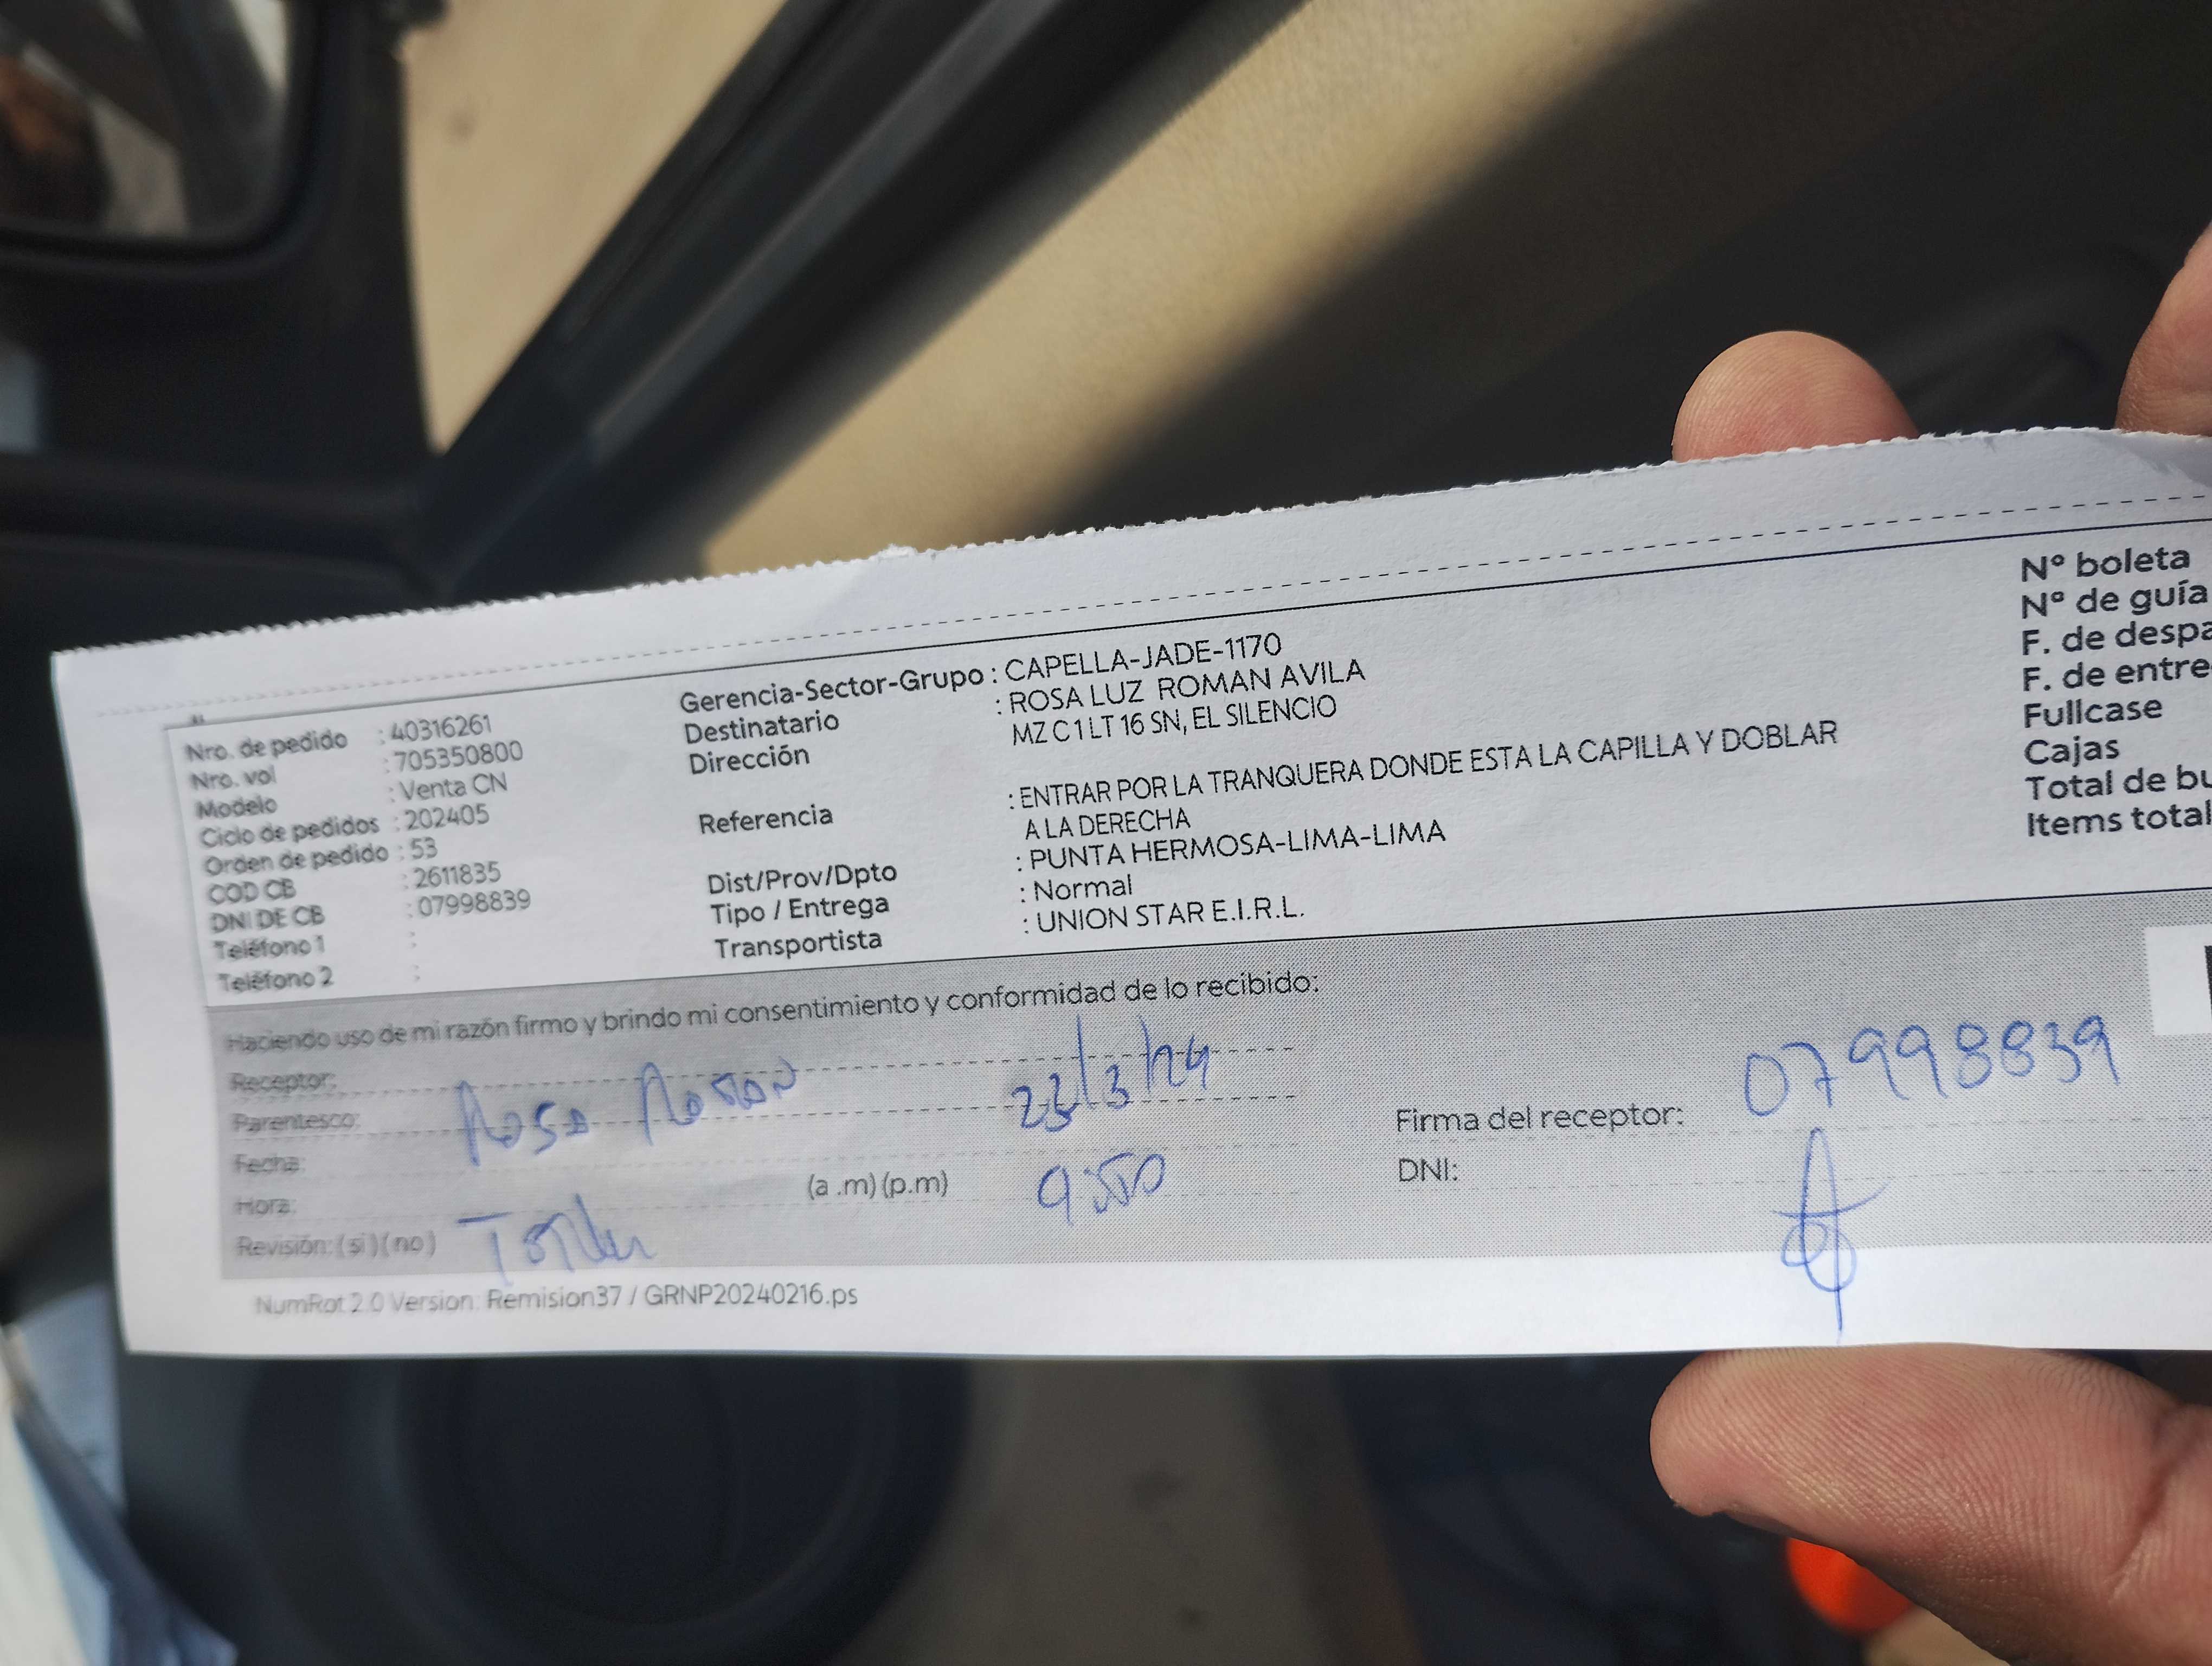 Nro. de pedido : 40316261
Nro. vol : 705350800
Modelo : Venta CN
Ciclo de pedidos : 202405
Orden de pedido : 53
COD CB : 2611835
DNI DE CB : 07998839
Teléfono 1 :
Teléfono 2 :
Gerencia-Sector-Grupo : CAPELLA-JADE-1170
Destinatario : ROSA LUZ ROMAN AVILA
Dirección MZ C 1 LT 16 SN, EL SILENCIO
Referencia : ENTRAR POR LA TRANQUERA DONDE ESTA LA CAPILLA Y DOBLAR
A LA DERECHA
Dist/Prov/Dpto : PUNTA HERMOSA-LIMA-LIMA
Tipo / Entrega : Normal
Transportista : UNION STAR E.I.R.L.
Nº boleta
Nº de guía
F. de despa
F. de entre
Fullcase
Cajas
Total de bu
Items total
Haciendo uso de mi razón firmo y brindo mi consentimiento y conformidad de lo recibido:
Receptor:
Parentesco: Rosa Roman 23/3/24
Fecha:
Hora: (a .m) (p.m) 9:50
Revisión: (si) (no)
Firma del receptor: 07998839
DNI:
NumRot 2.0 Version: Remision37 / GRNP20240216.ps